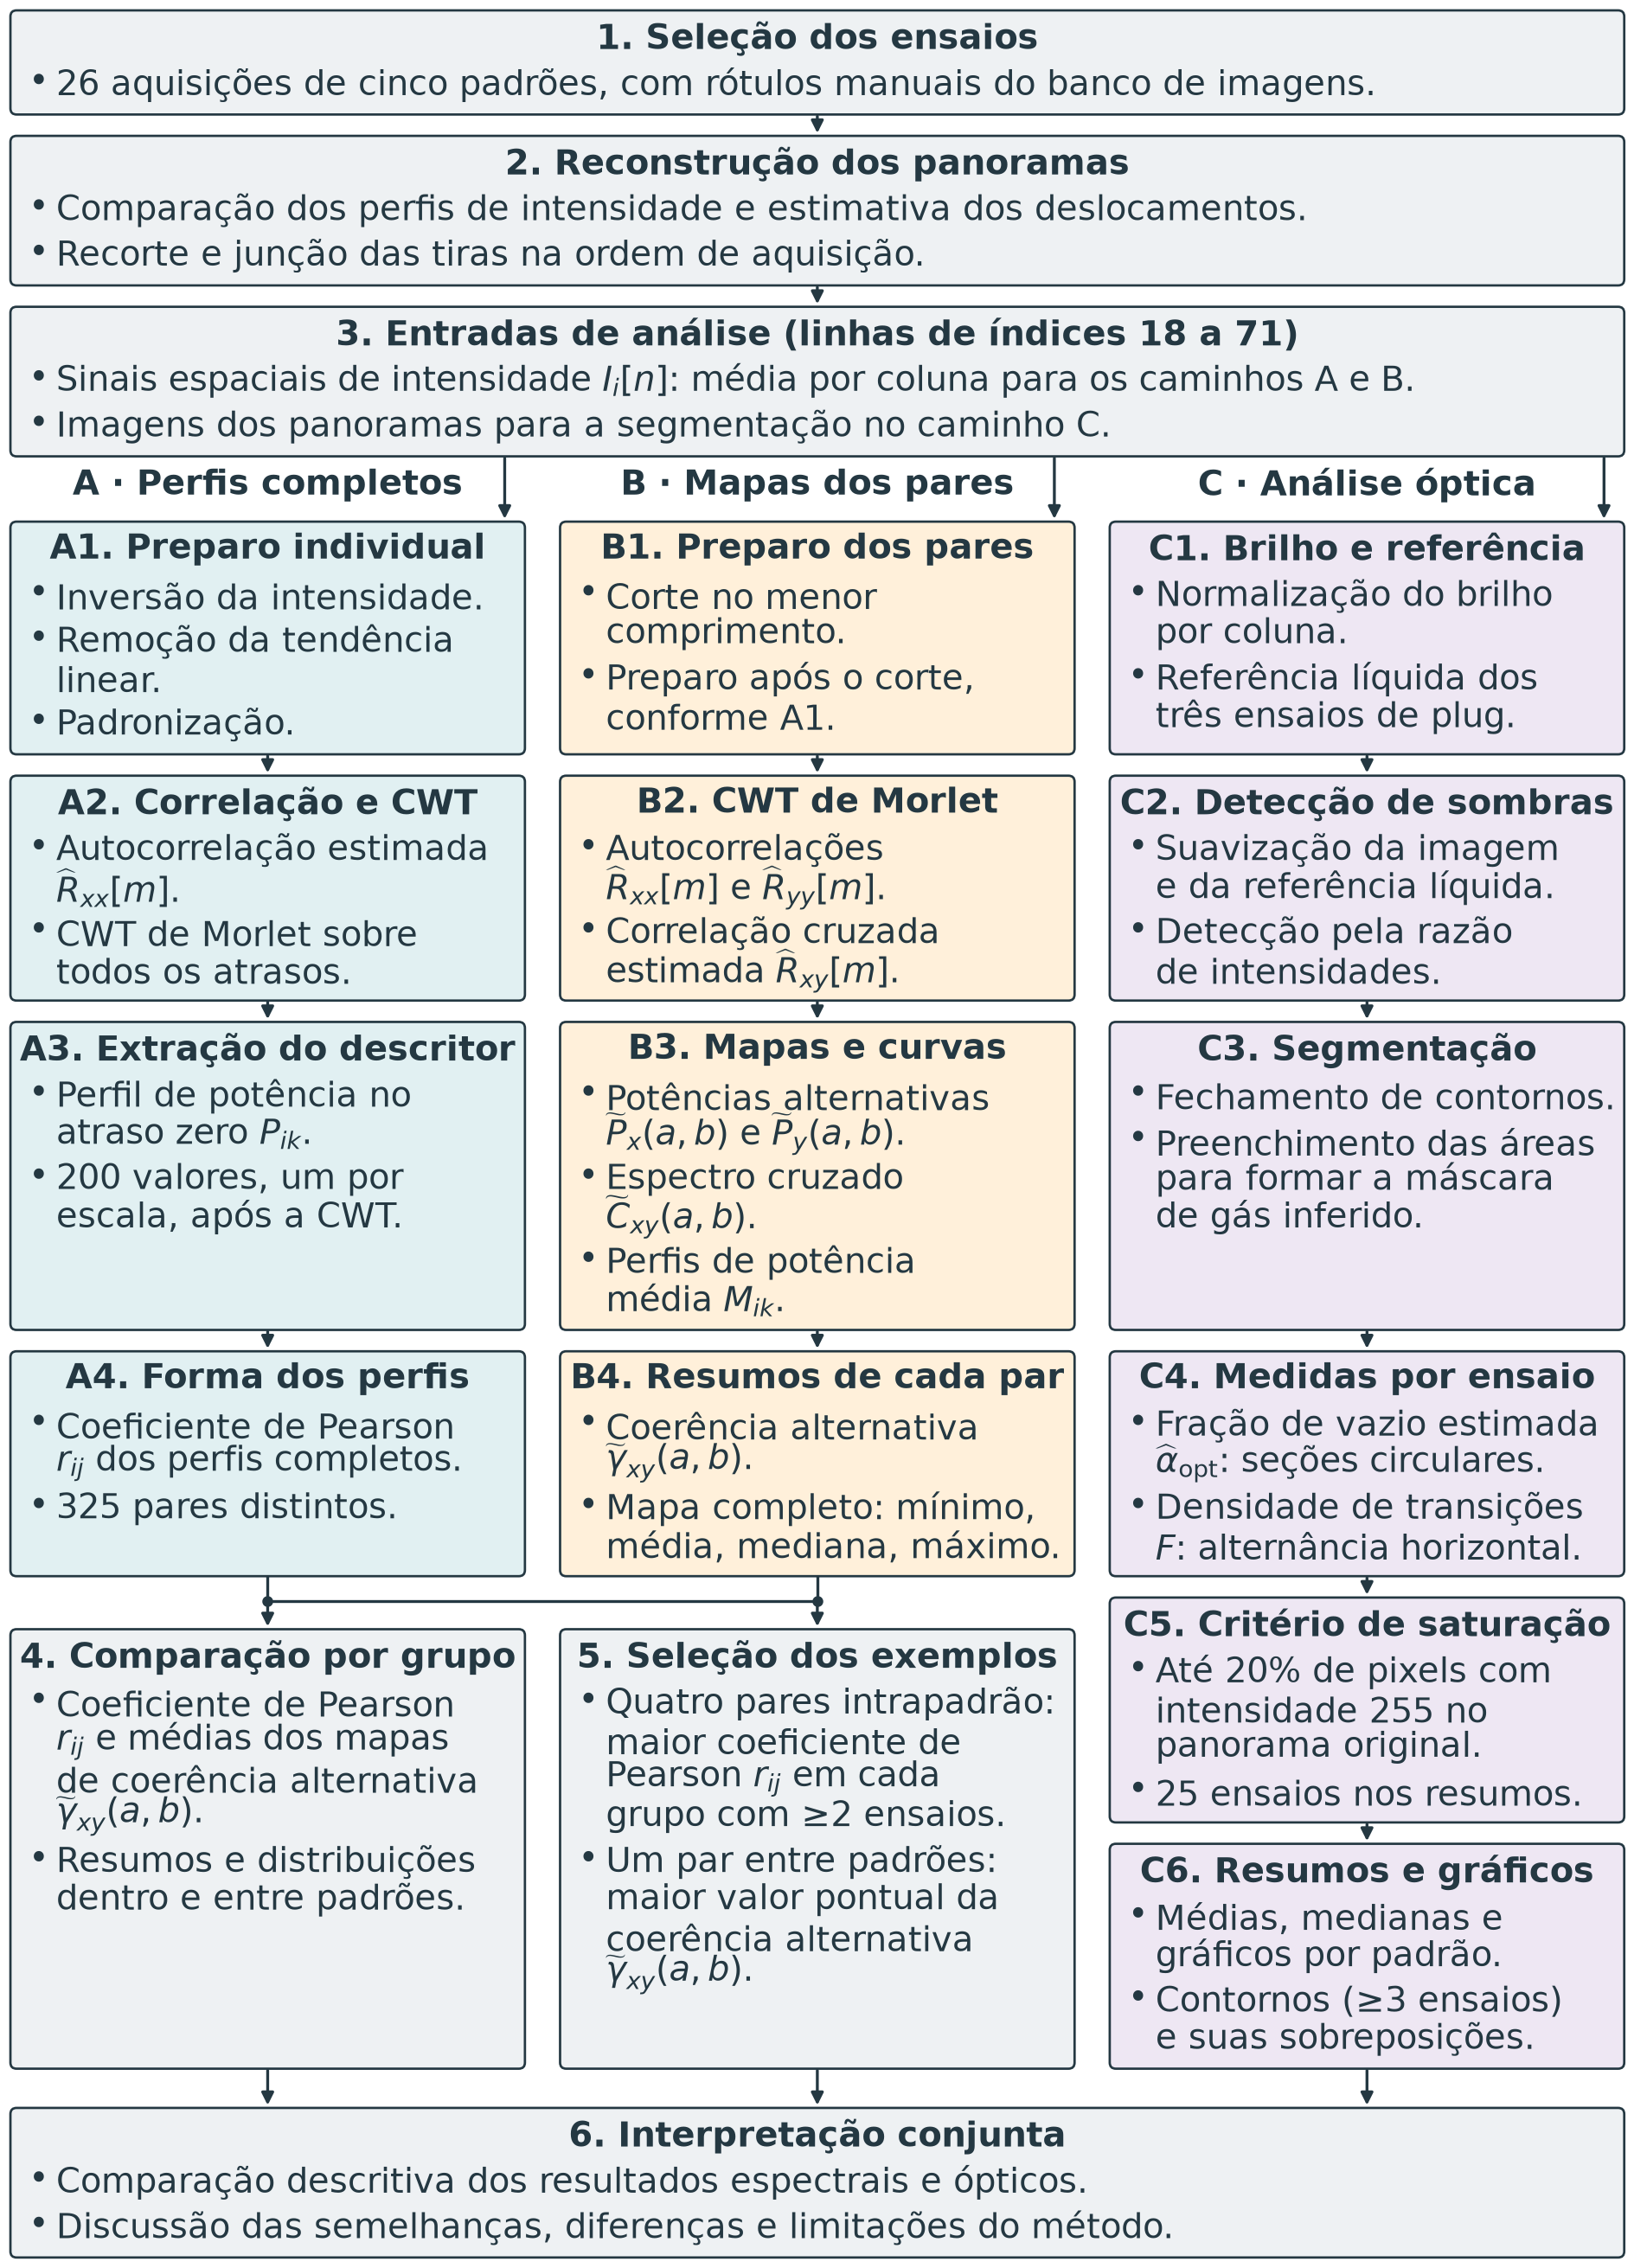 1. Seleção dos ensaios
• 26 aquisições de cinco padrões, com rótulos manuais do banco de imagens.
2. Reconstrução dos panoramas
• Comparação dos perfis de intensidade e estimativa dos deslocamentos.
• Recorte e junção das tiras na ordem de aquisição.
3. Entradas de análise (linhas de índices 18 a 71)
• Sinais espaciais de intensidade I_i[n]: média por coluna para os caminhos A e B.
• Imagens dos panoramas para a segmentação no caminho C.
A · Perfis completos
A1. Preparo individual
• Inversão da intensidade.
• Remoção da tendência
linear.
• Padronização.
A2. Correlação e CWT
• Autocorrelação estimada
R̂_xx[m].
• CWT de Morlet sobre
todos os atrasos.
A3. Extração do descritor
• Perfil de potência no
atraso zero P_ik.
• 200 valores, um por
escala, após a CWT.
A4. Forma dos perfis
• Coeficiente de Pearson
r_ij dos perfis completos.
• 325 pares distintos.
B · Mapas dos pares
B1. Preparo dos pares
• Corte no menor
comprimento.
• Preparo após o corte,
conforme A1.
B2. CWT de Morlet
• Autocorrelações
R̂_xx[m] e R̂_yy[m].
• Correlação cruzada
estimada R̂_xy[m].
B3. Mapas e curvas
• Potências alternativas
P̃_x(a, b) e P̃_y(a, b).
• Espectro cruzado
C̃_xy(a, b).
• Perfis de potência
média M_ik.
B4. Resumos de cada par
• Coerência alternativa
γ̃_xy(a, b).
• Mapa completo: mínimo,
média, mediana, máximo.
C · Análise óptica
C1. Brilho e referência
• Normalização do brilho
por coluna.
• Referência líquida dos
três ensaios de plug.
C2. Detecção de sombras
• Suavização da imagem
e da referência líquida.
• Detecção pela razão
de intensidades.
C3. Segmentação
• Fechamento de contornos.
• Preenchimento das áreas
para formar a máscara
de gás inferido.
C4. Medidas por ensaio
• Fração de vazio estimada
α̂_opt: seções circulares.
• Densidade de transições
F: alternância horizontal.
C5. Critério de saturação
• Até 20% de pixels com
intensidade 255 no
panorama original.
• 25 ensaios nos resumos.
C6. Resumos e gráficos
• Médias, medianas e
gráficos por padrão.
• Contornos (≥3 ensaios)
e suas sobreposições.
4. Comparação por grupo
• Coeficiente de Pearson
r_ij e médias dos mapas
de coerência alternativa
γ̃_xy(a, b).
• Resumos e distribuições
dentro e entre padrões.
5. Seleção dos exemplos
• Quatro pares intrapadrão:
maior coeficiente de
Pearson r_ij em cada
grupo com ≥2 ensaios.
• Um par entre padrões:
maior valor pontual da
coerência alternativa
γ̃_xy(a, b).
6. Interpretação conjunta
• Comparação descritiva dos resultados espectrais e ópticos.
• Discussão das semelhanças, diferenças e limitações do método.